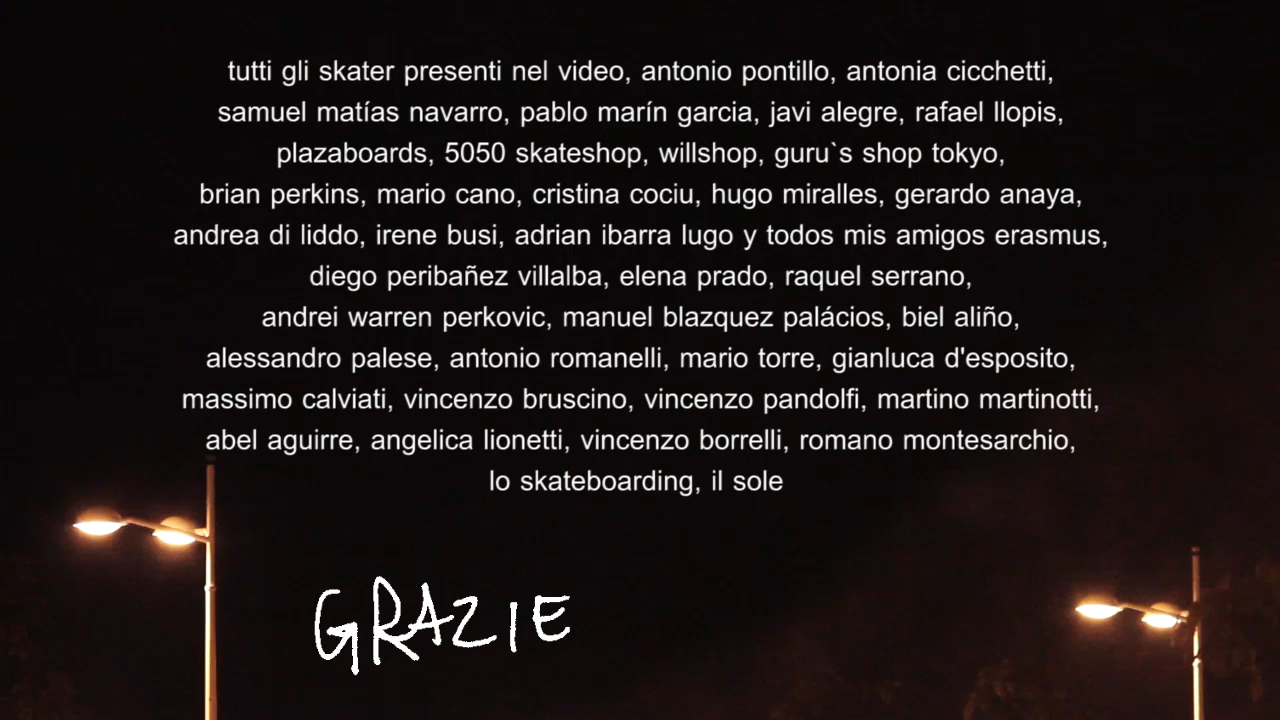 tutti gli skater presenti nel video, antonio pontillo, antonia cicchetti,
samuel matías navarro, pablo marín garcia, javi alegre, rafael llopis,
plazaboards, 5050 skateshop, willshop, guru`s shop tokyo,
brian perkins, mario cano, cristina cociu, hugo miralles, gerardo anaya,
andrea di liddo, irene busi, adrian ibarra lugo y todos mis amigos erasmus,
diego peribañez villalba, elena prado, raquel serrano,
andrei warren perkovic, manuel blazquez palácios, biel aliño,
alessandro palese, antonio romanelli, mario torre, gianluca d'esposito,
massimo calviati, vincenzo bruscino, vincenzo pandolfi, martino martinotti,
abel aguirre, angelica lionetti, vincenzo borrelli, romano montesarchio,
lo skateboarding, il sole
GRAZIE